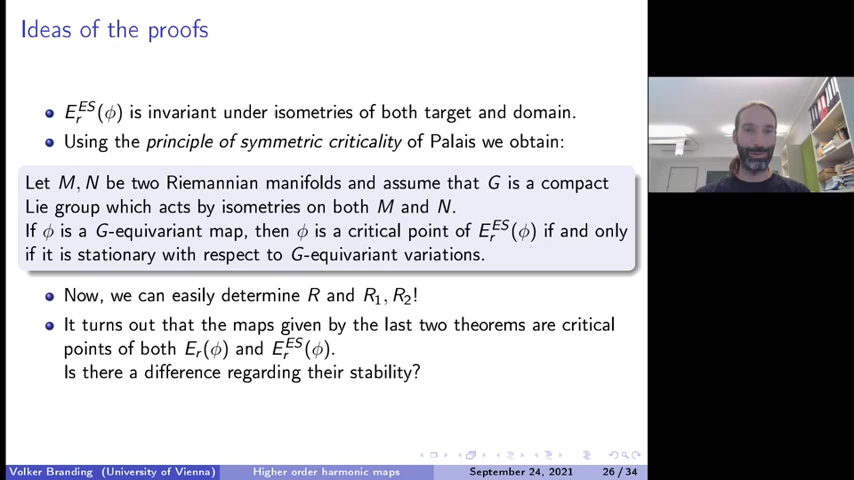 Ideas of the proofs
E_r^{ES}(ϕ) is invariant under isometries of both target and domain.
Using the principle of symmetric criticality of Palais we obtain:
Let M, N be two Riemannian manifolds and assume that G is a compact
Lie group which acts by isometries on both M and N.
If ϕ is a G-equivariant map, then ϕ is a critical point of E_r^{ES}(ϕ) if and only
if it is stationary with respect to G-equivariant variations.
Now, we can easily determine R and R_1, R_2!
It turns out that the maps given by the last two theorems are critical
points of both E_r(ϕ) and E_r^{ES}(ϕ).
Is there a difference regarding their stability?
Volker Branding (University of Vienna) Higher order harmonic maps September 24, 2021 26 / 34